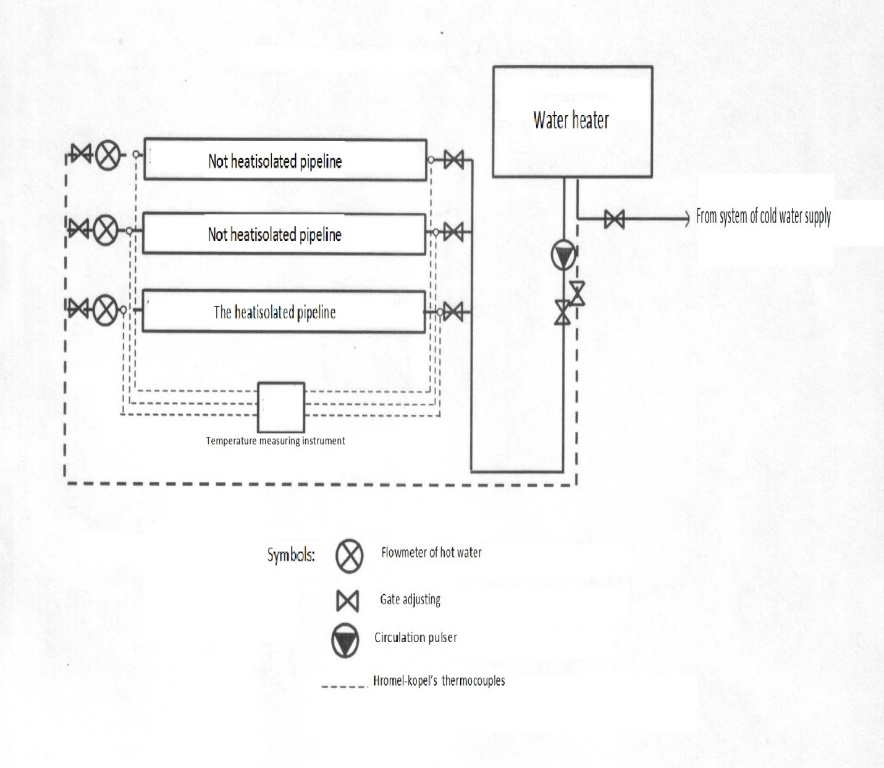 Water heater
Not heatisolated pipeline
From system of cold water supply
Not heatisolated pipeline
The heatisolated pipeline
Temperature measuring instrument
Symbols:
Flowmeter of hot water
Gate adjusting
Circulation pulser
Hromel-kopel's thermocouples